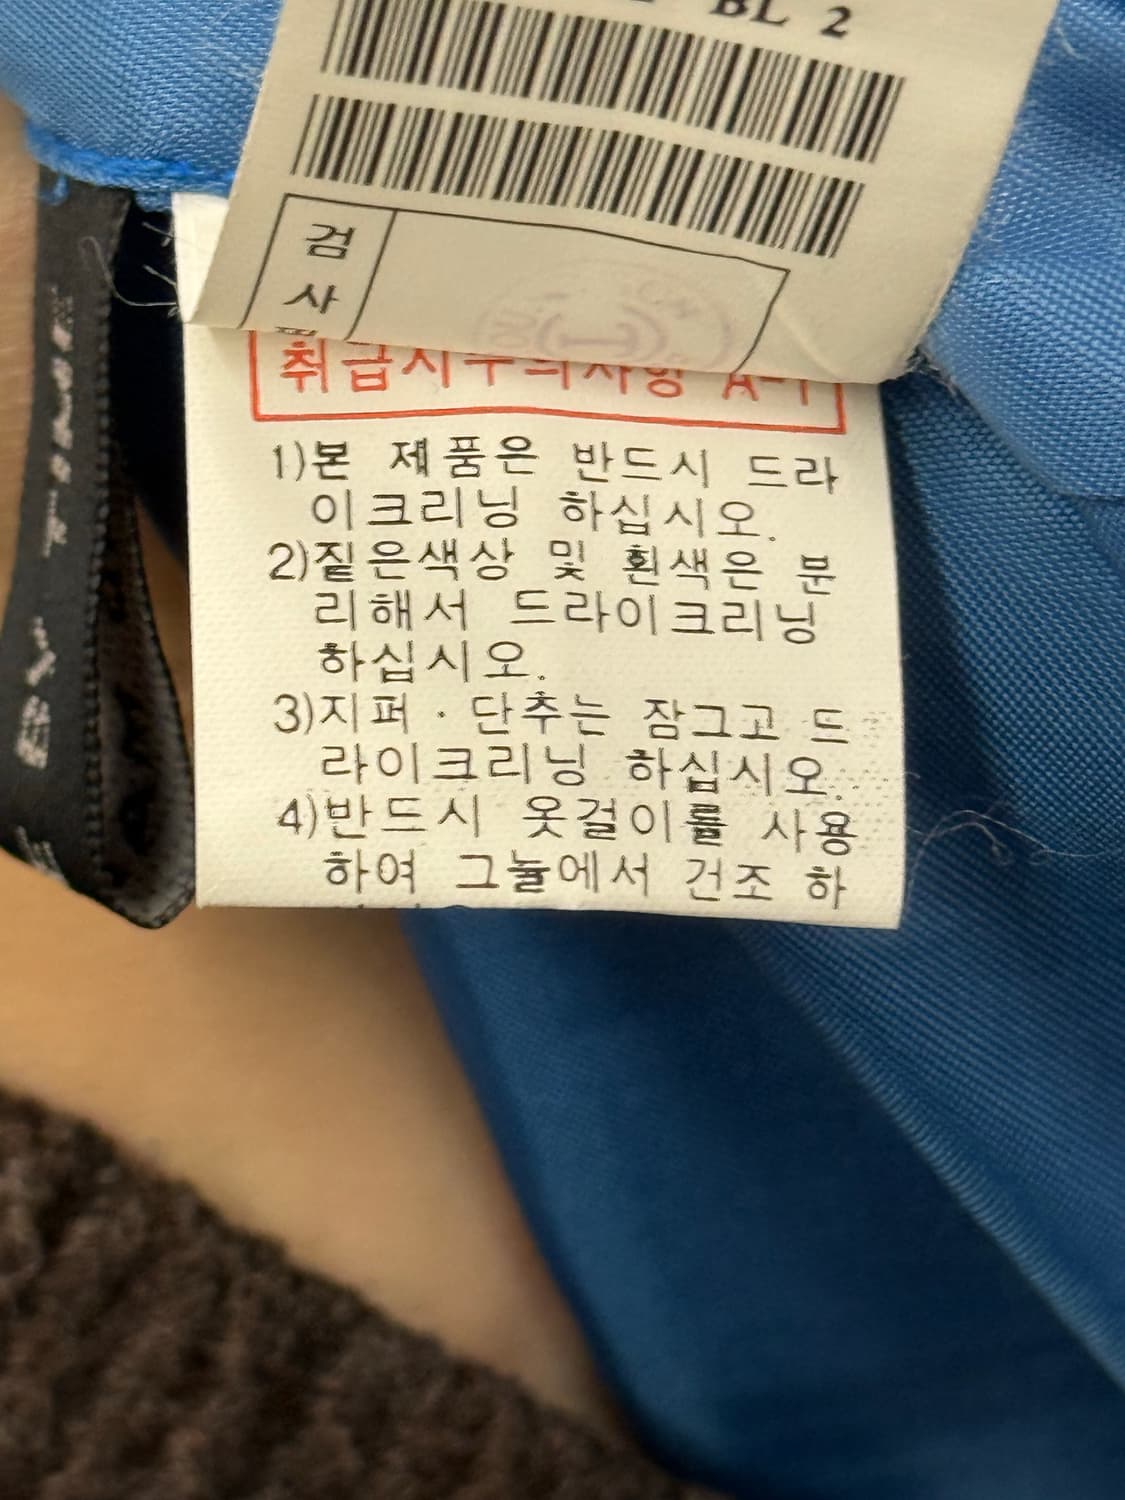 BL 2
검
사
취급시주의사항 A-1
1)본 제품은 반드시 드라
이크리닝 하십시오.
2)짙은색상 및 흰색은 분
리해서 드라이크리닝
하십시오.
3)지퍼 · 단추는 잠그고 드
라이크리닝 하십시오.
4)반드시 옷걸이를 사용
하여 그늘에서 건조 하